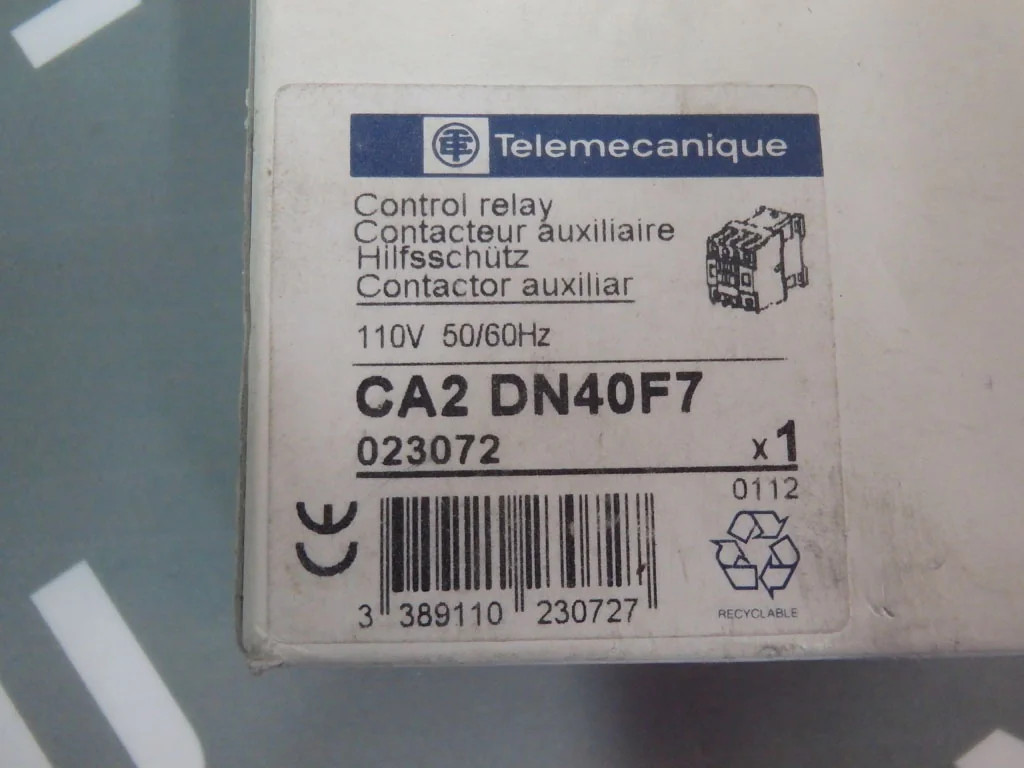 Telemecanique
Control relay
Contacteur auxiliaire
Hilfsschütz
Contactor auxiliar
110V 50/60Hz
CA2 DN40F7
023072 x1
0112
CE
3 389110 230727
RECYCLABLE